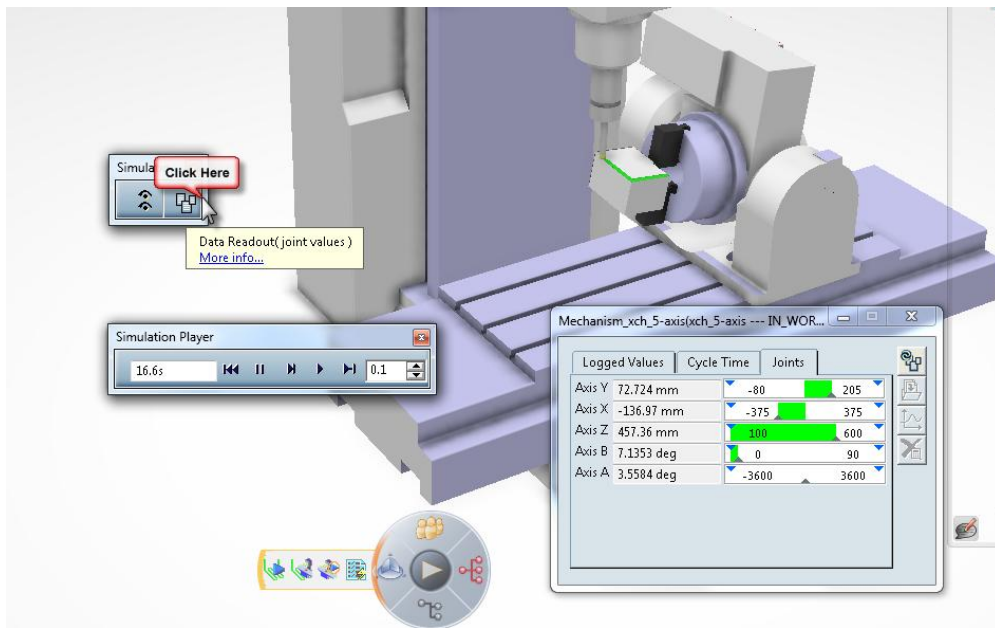 Simula
Click Here
Data Readout( joint values )
More info...
Simulation Player
16.6s
0.1
Mechanism_xch_5-axis(xch_5-axis --- IN_WOR...
Logged Values Cycle Time Joints
Axis Y 72.724 mm -80 205
Axis X -136.97 mm -375 375
Axis Z 457.36 mm 100 600
Axis B 7.1353 deg 0 90
Axis A 3.5584 deg -3600 3600